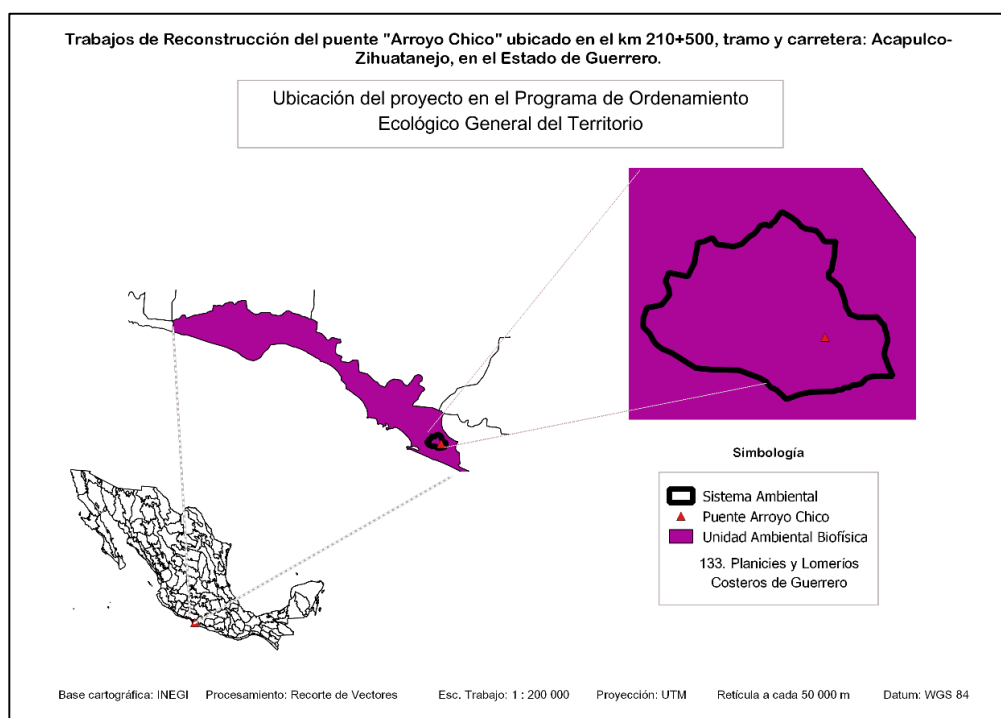 Trabajos de Reconstrucción del puente "Arroyo Chico" ubicado en el km 210+500, tramo y carretera: Acapulco-
Zihuatanejo, en el Estado de Guerrero.
Ubicación del proyecto en el Programa de Ordenamiento
Ecológico General del Territorio
Simbología
Sistema Ambiental
Puente Arroyo Chico
Unidad Ambiental Biofísica
133. Planicies y Lomeríos
Costeros de Guerrero
Base cartográfica: INEGI Procesamiento: Recorte de Vectores Esc. Trabajo: 1 : 200 000 Proyección: UTM Retícula a cada 50 000 m Datum: WGS 84